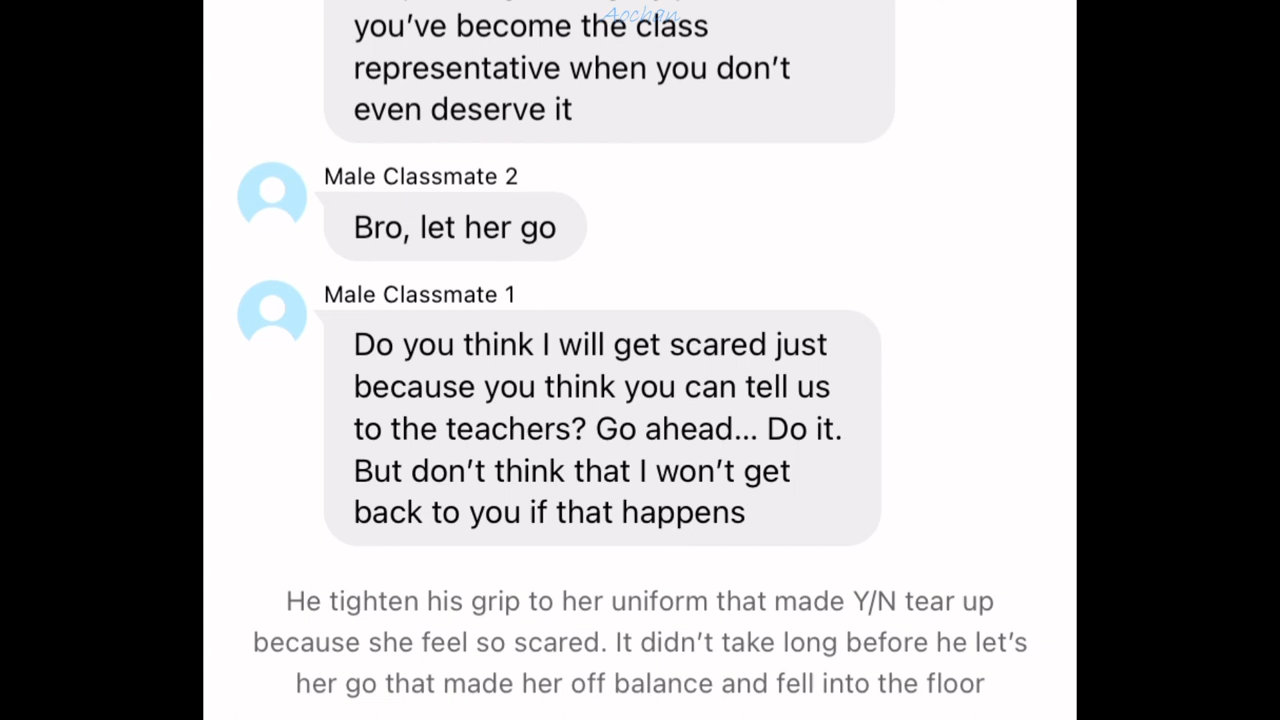 Aochan
you've become the class
representative when you don't
even deserve it
Male Classmate 2
Bro, let her go
Male Classmate 1
Do you think I will get scared just
because you think you can tell us
to the teachers? Go ahead... Do it.
But don't think that I won't get
back to you if that happens
He tighten his grip to her uniform that made Y/N tear up
because she feel so scared. It didn't take long before he let's
her go that made her off balance and fell into the floor